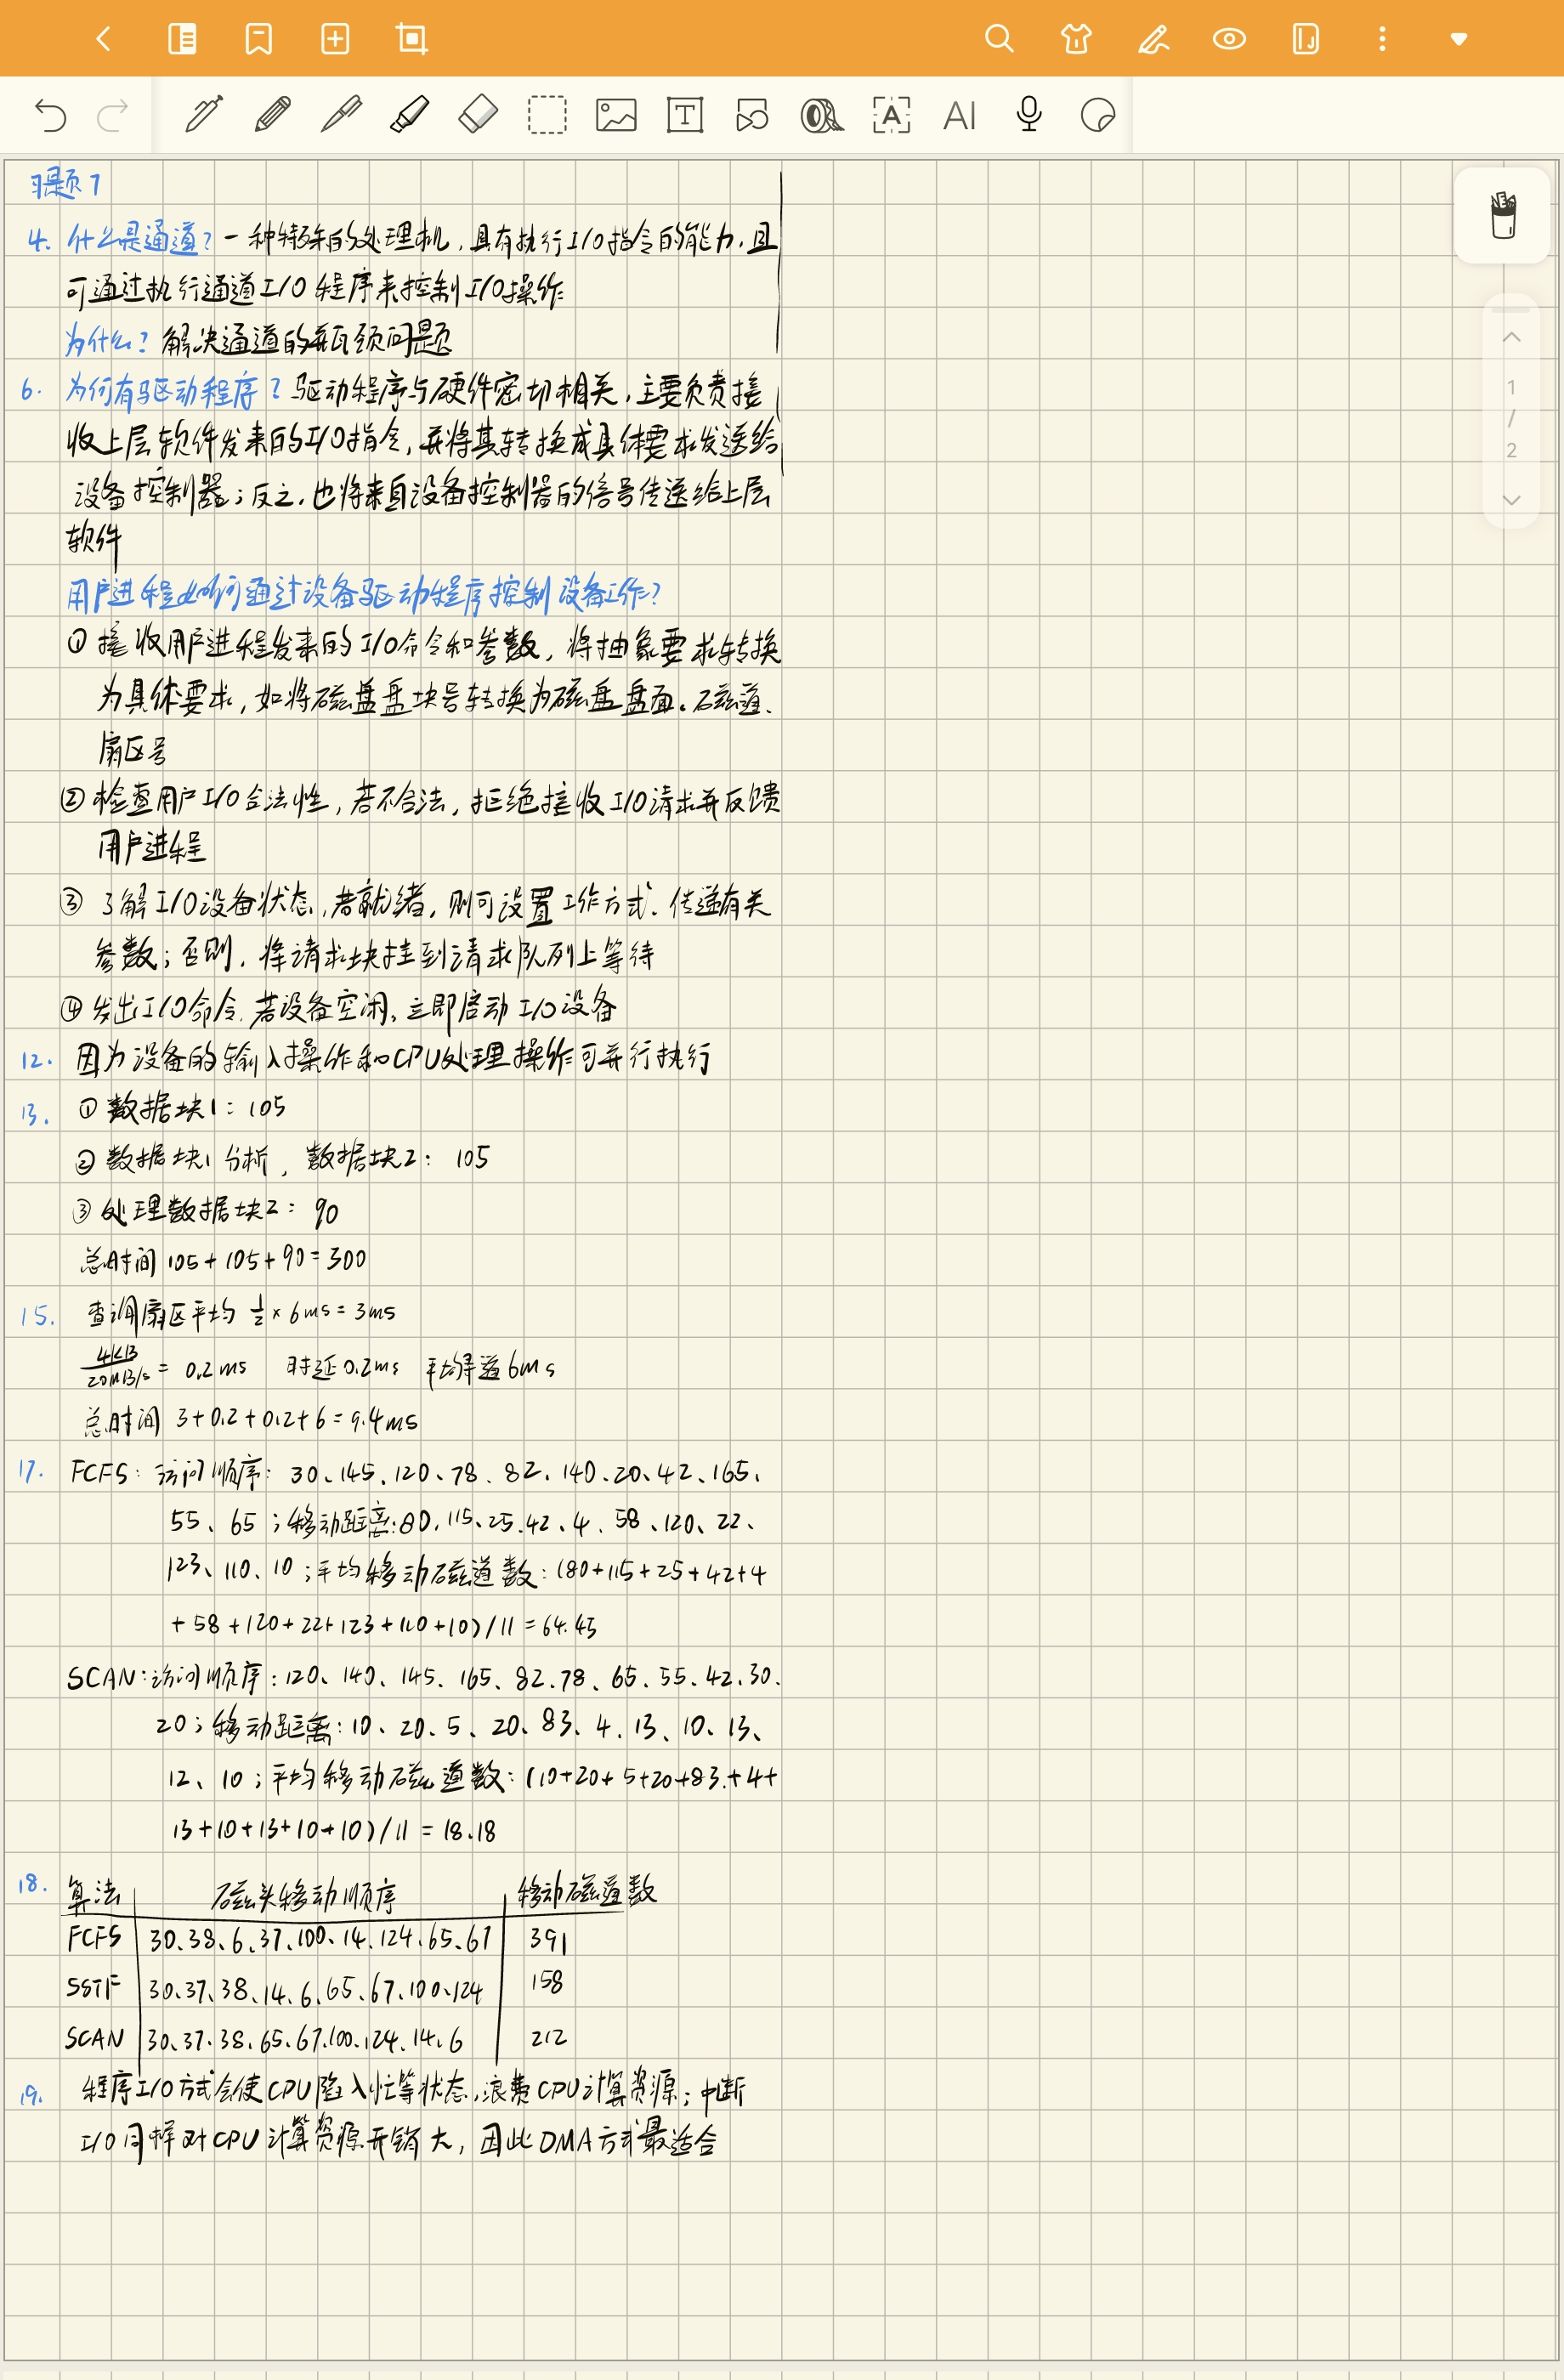 AI
1
/
2
习题7
4. 什么是通道?一种特殊的处理机,具有执行I/O指令的能力,且
可通过执行通道I/O程序来控制I/O操作
为什么?解决通道的瓶颈问题
6. 为何有驱动程序?驱动程序与硬件密切相关,主要负责接
收上层软件发来的I/O指令,并将其转换成具体要求发送给
设备控制器;反之,也将来自设备控制器的信号传送给上层
软件
用户进程如何通过设备驱动程序控制设备工作?
① 接收用户进程发来的I/O命令和参数,将抽象要求转换
为具体要求,如将磁盘盘块号转换为磁盘盘面、磁道、
扇区号
② 检查用户I/O合法性,若不合法,拒绝接收I/O请求并反馈
用户进程
③ 了解I/O设备状态,若就绪,则可设置工作方式、传递有关
参数;否则,将请求块挂到请求队列上等待
④ 发出I/O命令,若设备空闲,立即启动I/O设备
12. 因为设备的输入操作和CPU处理操作可并行执行
13. ① 数据块1:105
② 数据块1分析,数据块2:105
③ 处理数据块2:90
总时间 105+105+90=300
15. 查询扇区平均 1/2×6ms=3ms
4KB/20MB/s = 0.2ms 时延0.2ms 平均寻道6ms
总时间 3+0.2+0.2+6=9.4ms
17. FCFS:访问顺序:30、145、120、78、82、140、20、42、165、
55、65;移动距离:80、115、25、42、4、58、120、22、
123、110、10;平均移动磁道数:(80+115+25+42+4
+58+120+22+123+110+10)/11=64.45
SCAN:访问顺序:120、140、145、165、82、78、65、55、42、30、
20;移动距离:10、20、5、20、83、4、13、10、13、
12、10;平均移动磁道数:(10+20+5+20+83+4+
13+10+13+10+10)/11=18.18
18. 算法 磁头移动顺序 移动磁道数
FCFS 30、38、6、37、100、14、124、65、67 391
SSTF 30、37、38、14、6、65、67、100、124 158
SCAN 30、37、38、65、67、100、124、14、6 212
19. 程序I/O方式会使CPU陷入忙等状态,浪费CPU计算资源;中断
I/O同样对CPU计算资源开销大,因此DMA方式最适合